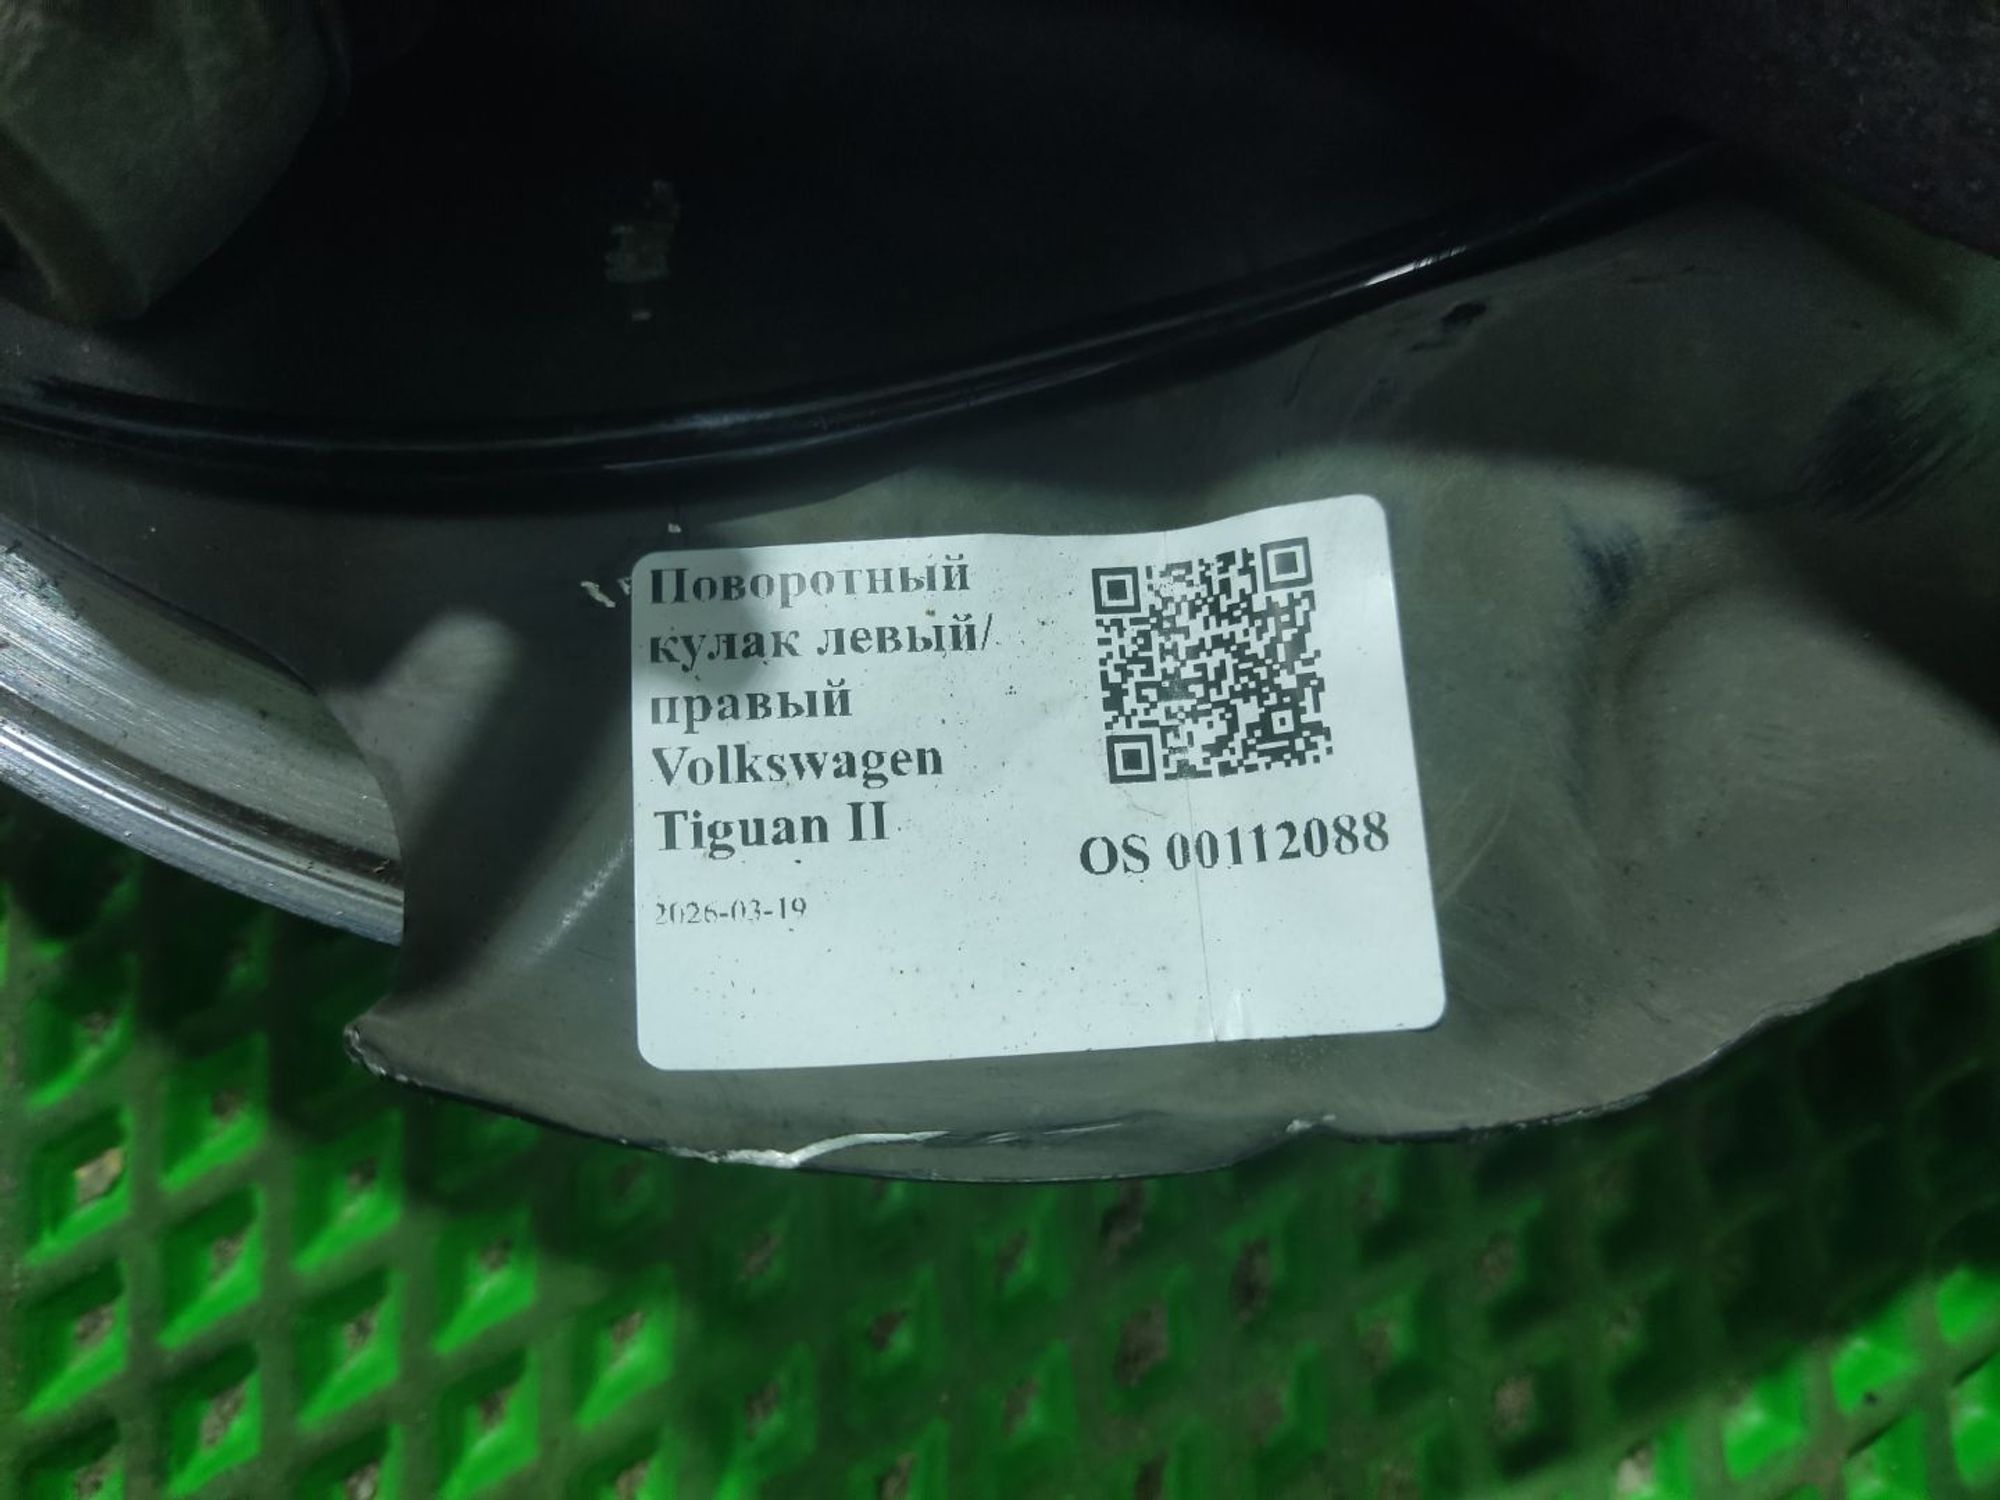 Поворотный
кулак левый/
правый
Volkswagen
Tiguan II
2026-03-19
OS 00112088